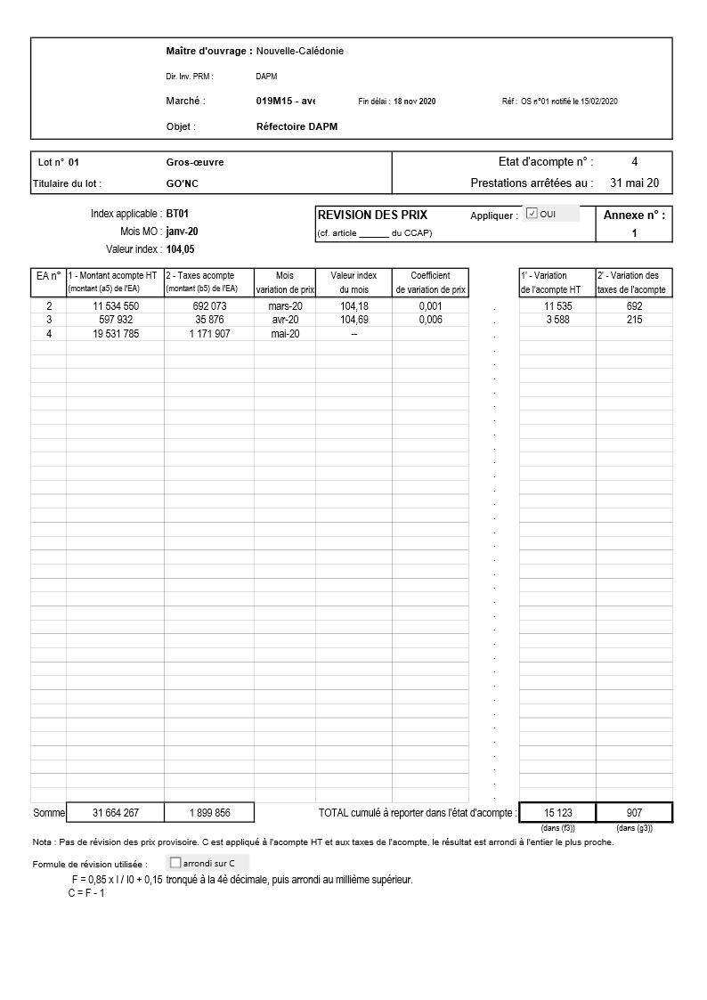 Maître d'ouvrage : Nouvelle-Calédonie
Dir. Inv. PRM : DAPM
Marché : 019M15 - ave Fin délai : 18 nov 2020 Réf : OS n°01 notifié le 15/02/2020
Objet : Réfectoire DAPM
Lot n° 01 Gros-œuvre Etat d'acompte n° : 4
Titulaire du lot : GO'NC Prestations arrêtées au : 31 mai 20
Index applicable : BT01 REVISION DES PRIX Appliquer : OUI Annexe n° :
Mois MO : janv-20 (cf. article ______ du CCAP) 1
Valeur index : 104,05
EA n° 1 - Montant acompte HT 2 - Taxes acompte Mois Valeur index Coefficient 1' - Variation 2' - Variation des
(montant (a5) de l'EA) (montant (b5) de l'EA) variation de prix du mois de variation de prix de l'acompte HT taxes de l'acompte
2 11 534 550 692 073 mars-20 104,18 0,001 . 11 535 692
3 597 932 35 876 avr-20 104,69 0,006 . 3 588 215
4 19 531 785 1 171 907 mai-20 -- .
Somme 31 664 267 1 899 856 TOTAL cumulé à reporter dans l'état d'acompte : 15 123 907
(dans (f3)) (dans (g3))
Nota : Pas de révision des prix provisoire. C est appliqué à l'acompte HT et aux taxes de l'acompte, le résultat est arrondi à l'entier le plus proche.
Formule de révision utilisée : arrondi sur C
F = 0,85 x I / I0 + 0,15 tronqué à la 4è décimale, puis arrondi au millième supérieur.
C = F - 1